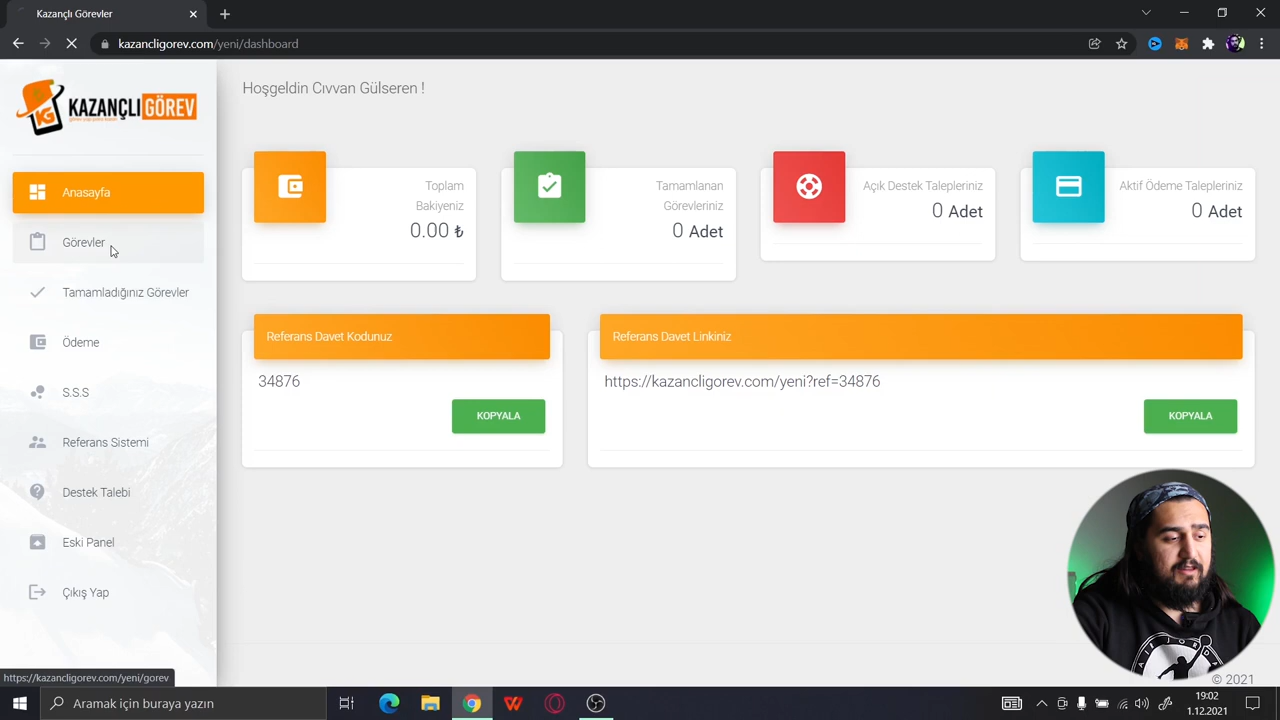 Kazançlı Görevler
kazancligorev.com/yeni/dashboard
KAZANÇLIGÖREV
Hoşgeldin Cıvvan Gülseren !
Anasayfa
Görevler
Tamamladığınız Görevler
Ödeme
S.S.S
Referans Sistemi
Destek Talebi
Eski Panel
Çıkış Yap
Toplam
Bakiyeniz
0.00 ₺
Tamamlanan
Görevleriniz
0 Adet
Açık Destek Talepleriniz
0 Adet
Aktif Ödeme Talepleriniz
0 Adet
Referans Davet Kodunuz
34876
KOPYALA
Referans Davet Linkiniz
https://kazancligorev.com/yeni?ref=34876
KOPYALA
© 2021
https://kazancligorev.com/yeni/gorev
Aramak için buraya yazın
19:02
1.12.2021